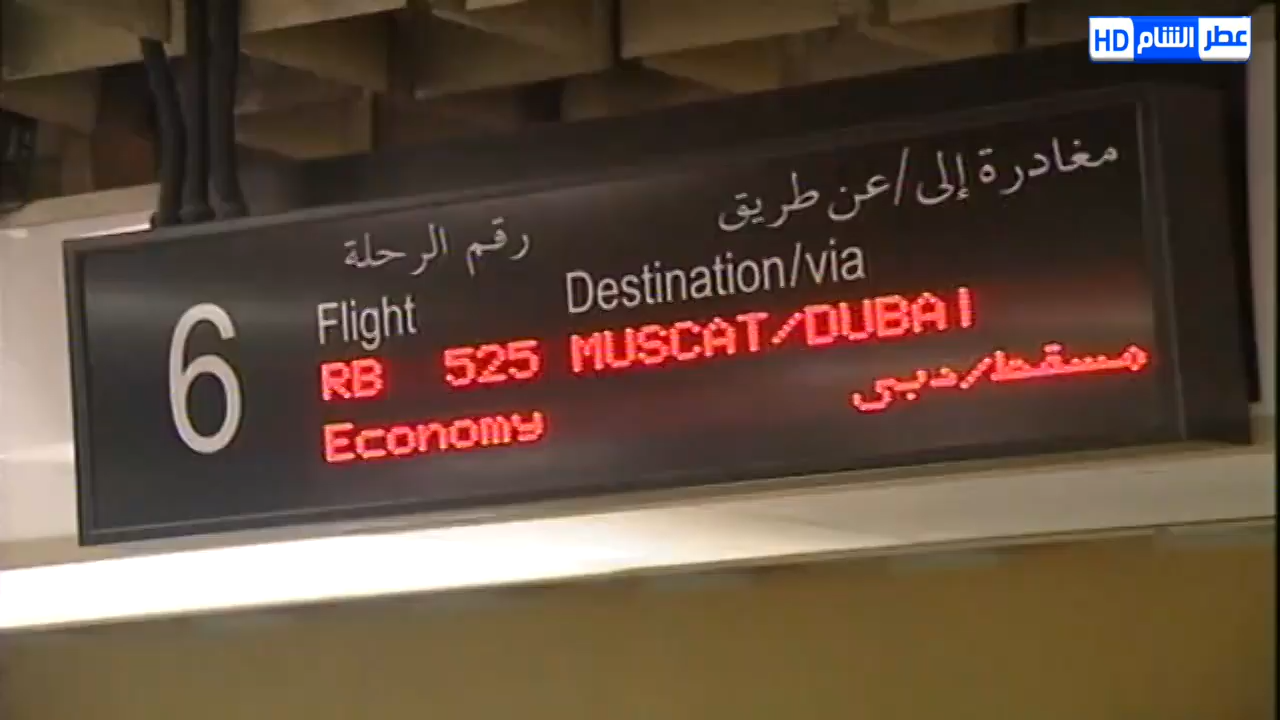 عطر الشام HD
مغادرة إلى/عن طريق
رقم الرحلة
6
Flight
Destination/via
RB 525 MUSCAT/DUBAI
مسقط/دبي
Economy